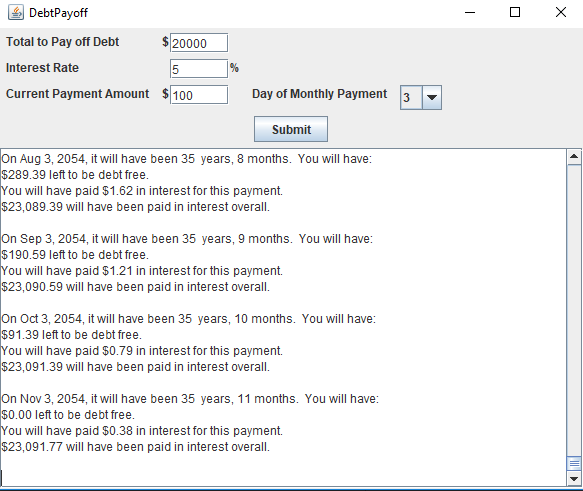 DebtPayoff
Total to Pay off Debt $ 20000
Interest Rate 5 %
Current Payment Amount $ 100 Day of Monthly Payment 3
Submit
On Aug 3, 2054, it will have been 35  years, 8 months.  You will have:
$289.39 left to be debt free.
You will have paid $1.62 in interest for this payment.
$23,089.39 will have been paid in interest overall.

On Sep 3, 2054, it will have been 35  years, 9 months.  You will have:
$190.59 left to be debt free.
You will have paid $1.21 in interest for this payment.
$23,090.59 will have been paid in interest overall.

On Oct 3, 2054, it will have been 35  years, 10 months.  You will have:
$91.39 left to be debt free.
You will have paid $0.79 in interest for this payment.
$23,091.39 will have been paid in interest overall.

On Nov 3, 2054, it will have been 35  years, 11 months.  You will have:
$0.00 left to be debt free.
You will have paid $0.38 in interest for this payment.
$23,091.77 will have been paid in interest overall.